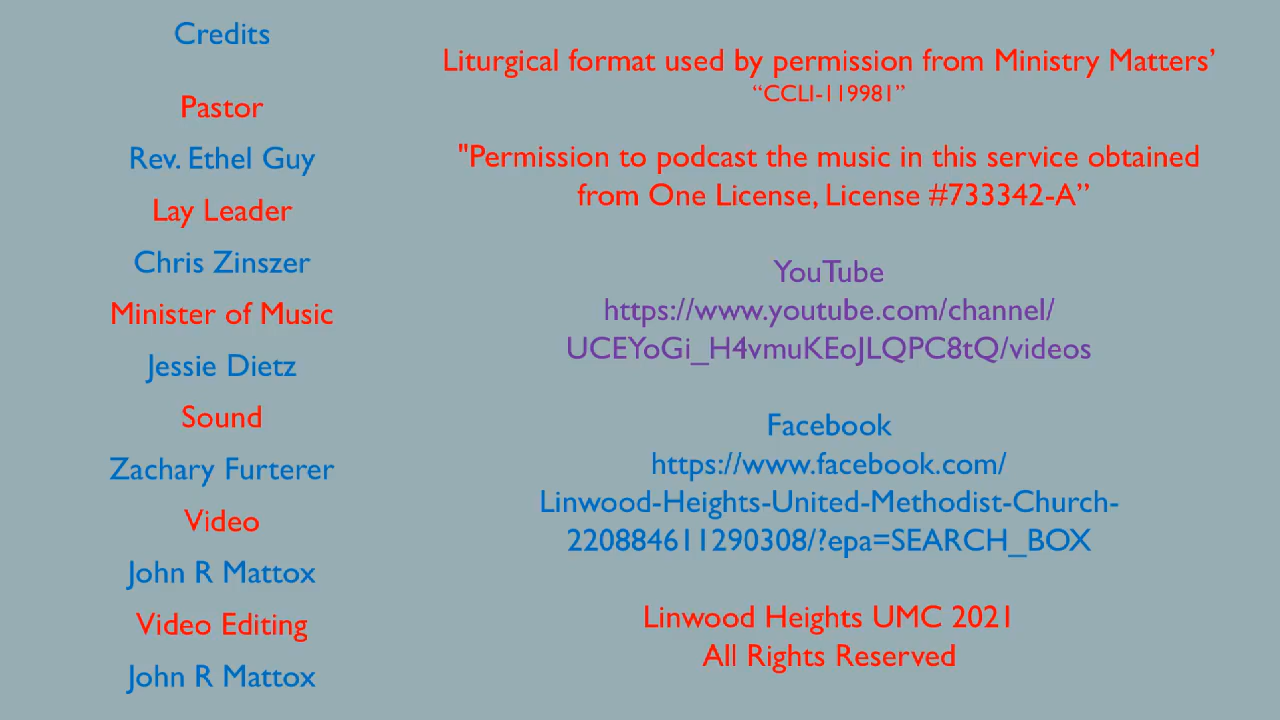 Credits
Pastor
Rev. Ethel Guy
Lay Leader
Chris Zinszer
Minister of Music
Jessie Dietz
Sound
Zachary Furterer
Video
John R Mattox
Video Editing
John R Mattox
Liturgical format used by permission from Ministry Matters’
“CCLI-119981”
"Permission to podcast the music in this service obtained
from One License, License #733342-A”
YouTube
https://www.youtube.com/channel/
UCEYoGi_H4vmuKEoJLQPC8tQ/videos
Facebook
https://www.facebook.com/
Linwood-Heights-United-Methodist-Church-
220884611290308/?epa=SEARCH_BOX
Linwood Heights UMC 2021
All Rights Reserved